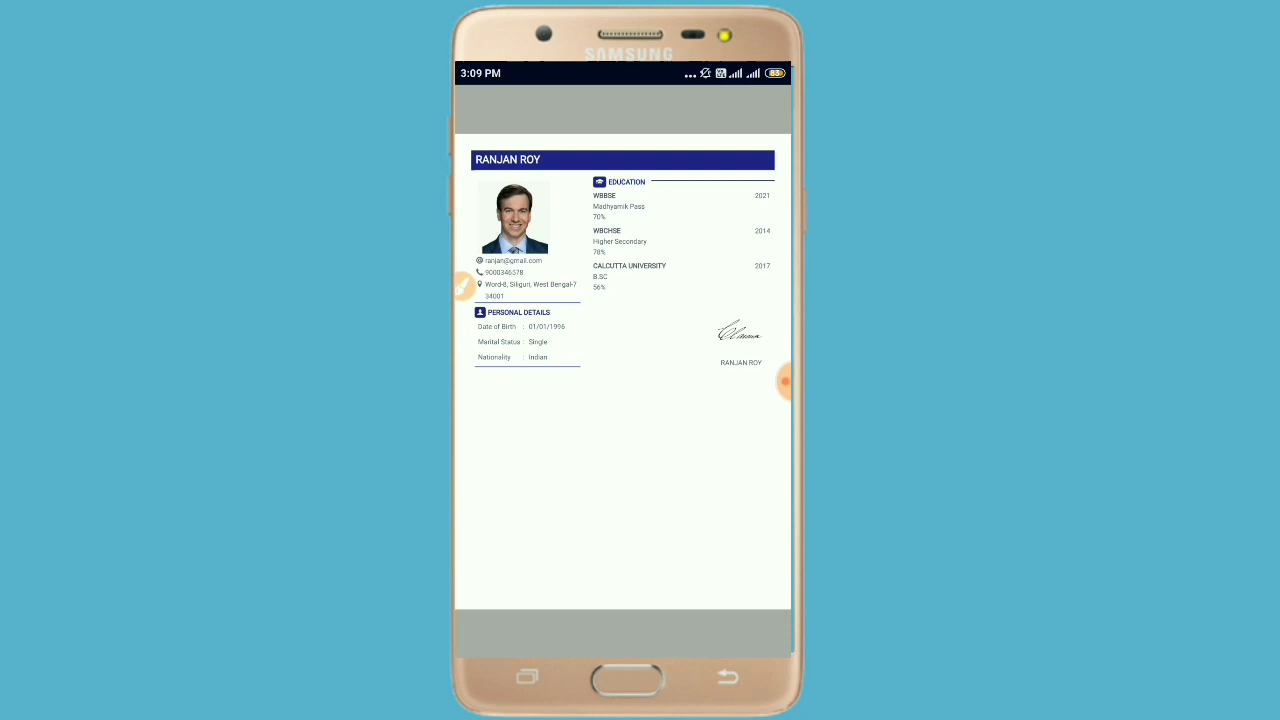 SAMSUNG
3:09 PM
83
RANJAN ROY
ranjan@gmail.com
9000346578
Word-8, Siliguri, West Bengal-7
34001
PERSONAL DETAILS
Date of Birth : 01/01/1996
Marital Status : Single
Nationality : Indian
EDUCATION
WBBSE 2021
Madhyamik Pass
70%
WBCHSE 2014
Higher Secondary
78%
CALCUTTA UNIVERSITY 2017
B.SC
56%
RANJAN ROY